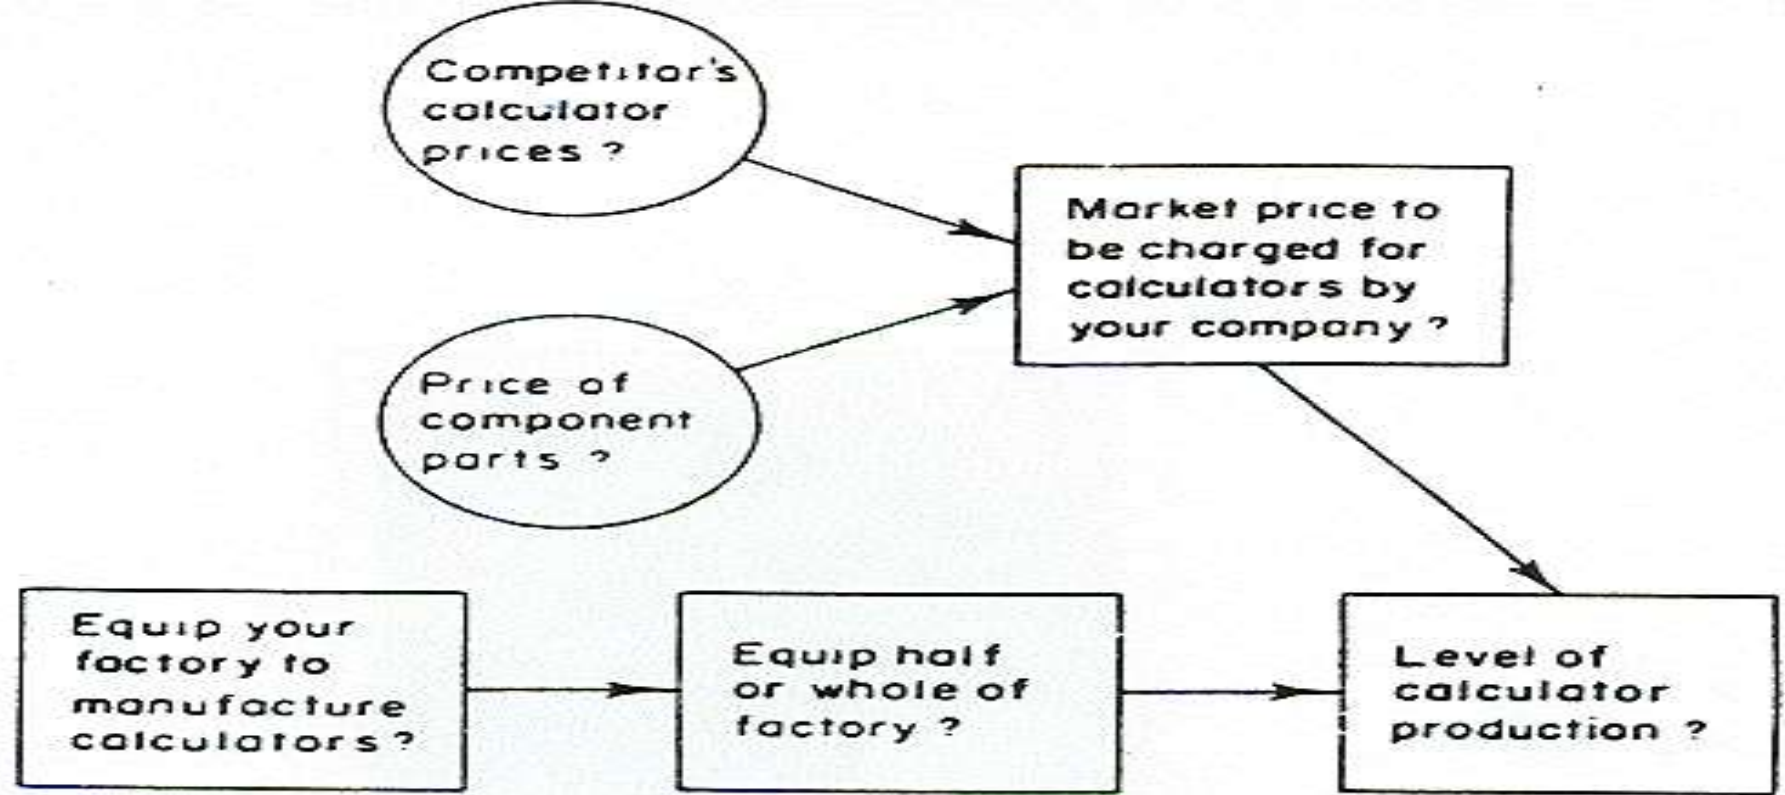 Competitor's
calculator
prices ?
Market price to
be charged for
calculators by
your company ?
Price of
component
parts ?
Equip your
factory to
manufacture
calculators?
Equip half
or whole of
factory ?
Level of
calculator
production ?